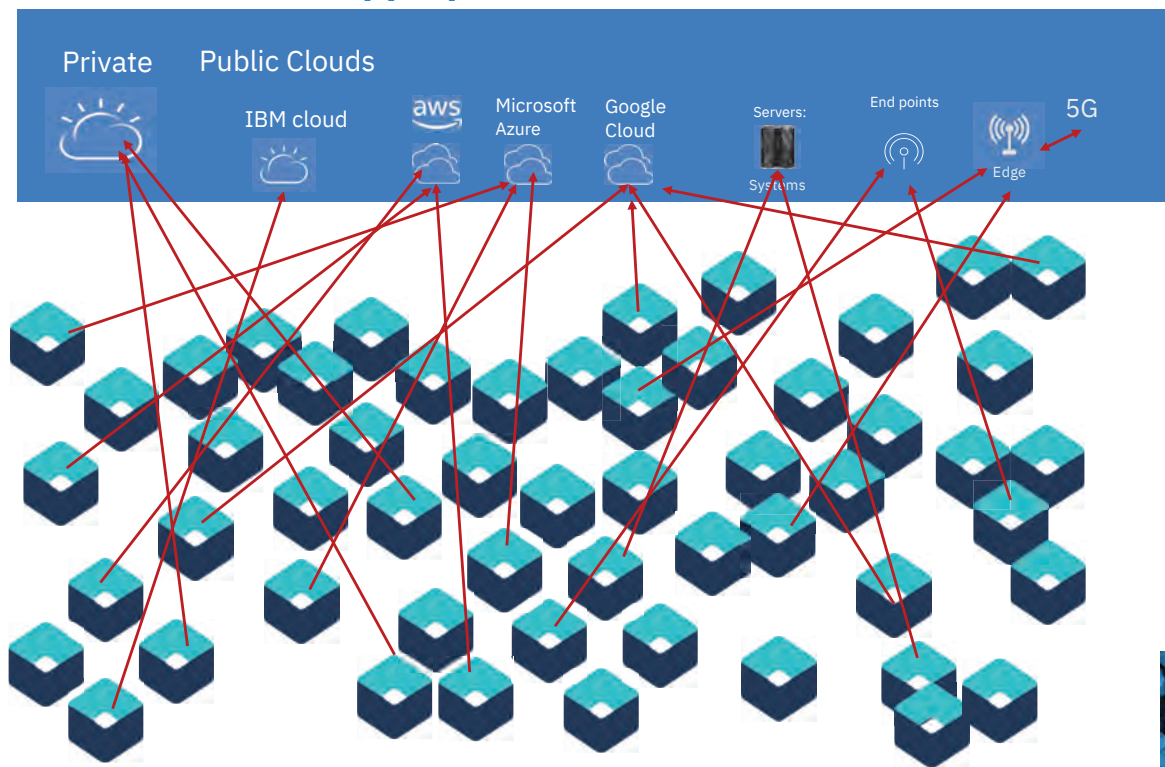 Private
Public Clouds
IBM cloud
aws
Microsoft
Azure
Google
Cloud
Servers:
Systems
End points
Edge
5G